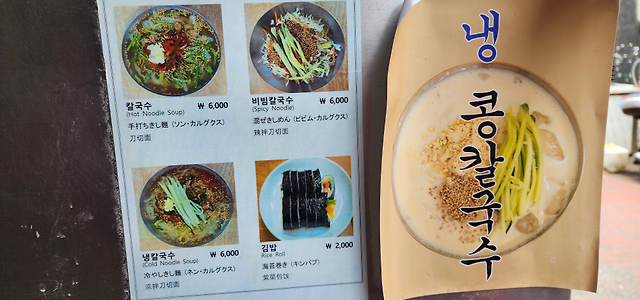 칼국수 ₩ 6,000
(Hot Noodle Soup)
手打ちきし麺（ソン・カルグクス）
刀切面
비빔칼국수 ₩ 6,000
(Spicy Noodle)
混ぜきしめん（ビビム・カルグクス）
辣拌刀切面
냉칼국수 ₩ 6,000
(Cold Noodle Soup)
冷やしきし麺（ネン・カルグクス）
凉拌刀切面
김밥 ₩ 2,000
Rice Roll
海苔巻き（キンパプ）
紫菜包饭
냉
콩칼국수